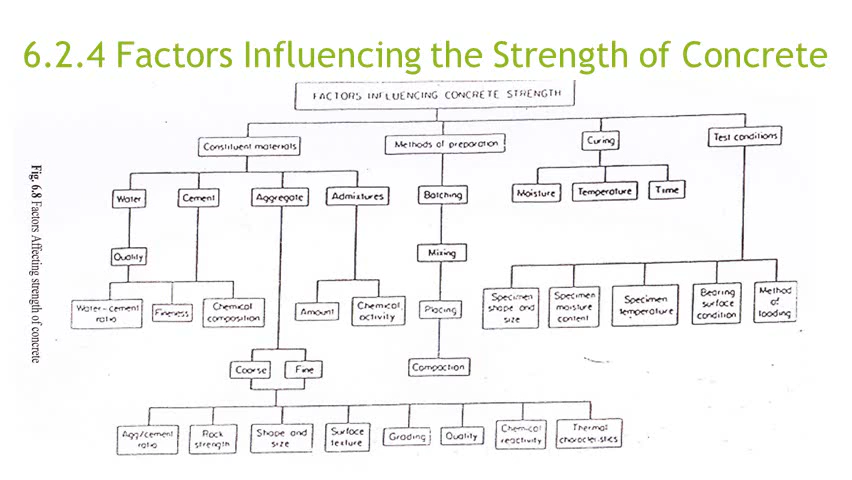 6.2.4 Factors Influencing the Strength of Concrete
FACTORS INFLUENCING CONCRETE STRENGTH
Constituent materials
Methods of preparation
Curing
Test conditions
Water
Cement
Aggregate
Admixtures
Batching
Moisture
Temperature
Time
Quality
Mixing
Water-cement
ratio
Fineness
Chemical
composition
Amount
Chemical
activity
Placing
Specimen
shape and
size
Specimen
moisture
content
Specimen
temperature
Bearing
surface
condition
Method
of
loading
Coarse
Fine
Compaction
Agg/cement
ratio
Rock
strength
Shape and
size
Surface
texture
Grading
Quality
Chemical
reactivity
Thermal
characteristics
Fig. 6.8 Factors Affecting strength of concrete